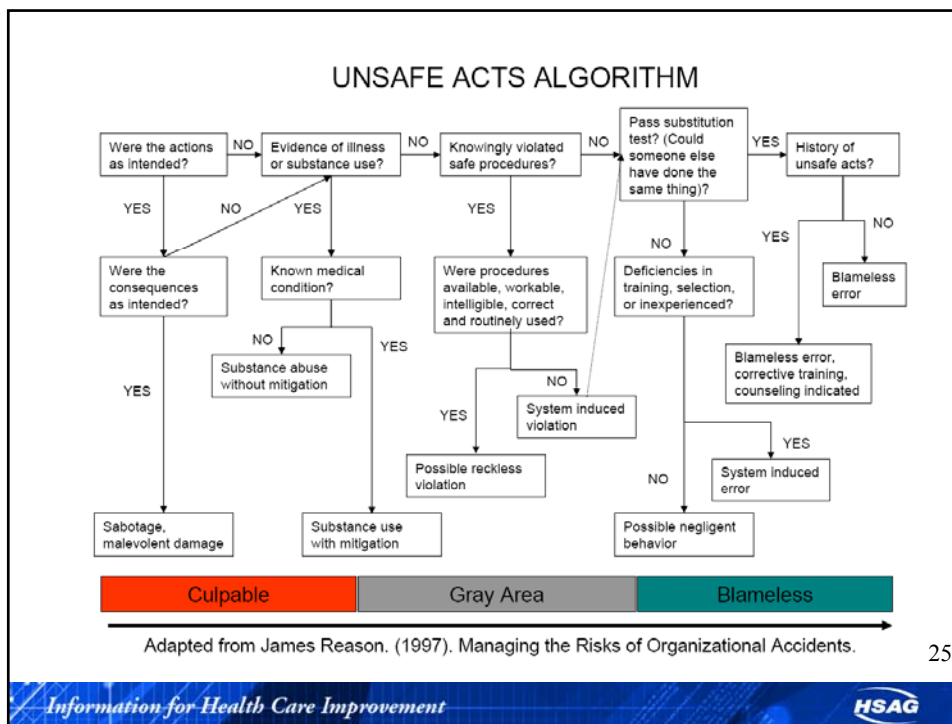 UNSAFE ACTS ALGORITHM
Were the actions
as intended?
NO
Evidence of illness
or substance use?
NO
Knowingly violated
safe procedures?
NO
Pass substitution
test? (Could
someone else
have done the
same thing)?
YES
History of
unsafe acts?
YES
NO
YES
YES
NO
YES
NO
Were the
consequences
as intended?
Known medical
condition?
Were procedures
available, workable,
intelligible, correct
and routinely used?
Deficiencies in
training, selection,
or inexperienced?
Blameless
error
NO
YES
Substance abuse
without mitigation
YES
YES
NO
System induced
violation
Blameless error,
corrective training,
counseling indicated
Possible reckless
violation
NO
YES
System induced
error
Sabotage,
malevolent damage
Substance use
with mitigation
Possible negligent
behavior
Culpable
Gray Area
Blameless
Adapted from James Reason. (1997). Managing the Risks of Organizational Accidents.
25
Information for Health Care Improvement
HSAG